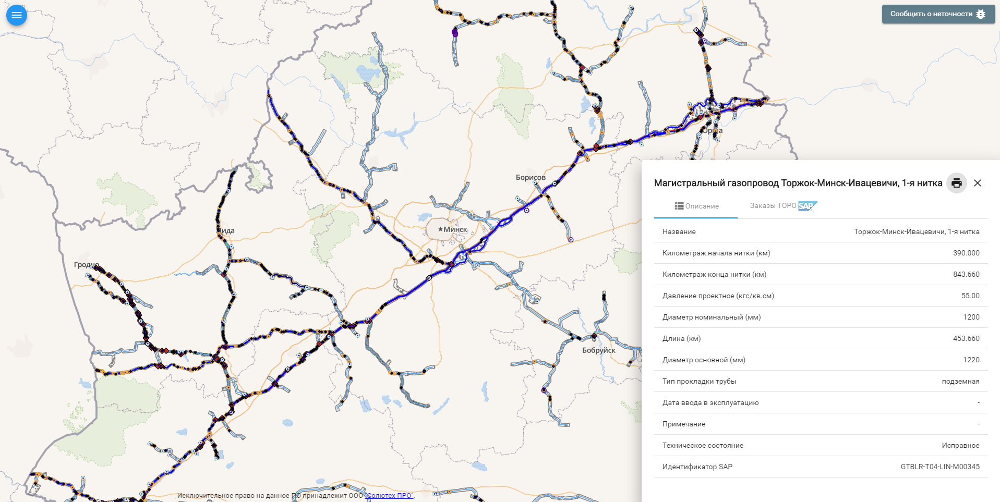 Сообщить о неточности
Орша
Борисов
Минск
Лида
Гродно
Бобруйск
Магистральный газопровод Торжок-Минск-Ивацевичи, 1-я нитка
Описание
Заказы ТОРО SAP
Название Торжок-Минск-Ивацевичи, 1-я нитка
Километраж начала нитки (км) 390.000
Километраж конца нитки (км) 843.660
Давление проектное (кгс/кв.см) 55.00
Диаметр номинальный (мм) 1200
Длина (км) 453.660
Диаметр основной (мм) 1220
Тип прокладки трубы подземная
Дата ввода в эксплуатацию -
Примечание -
Техническое состояние Исправное
Идентификатор SAP GTBLR-T04-LIN-M00345
Исключительное право на данное ПО принадлежит ООО "Солютех ПРО".